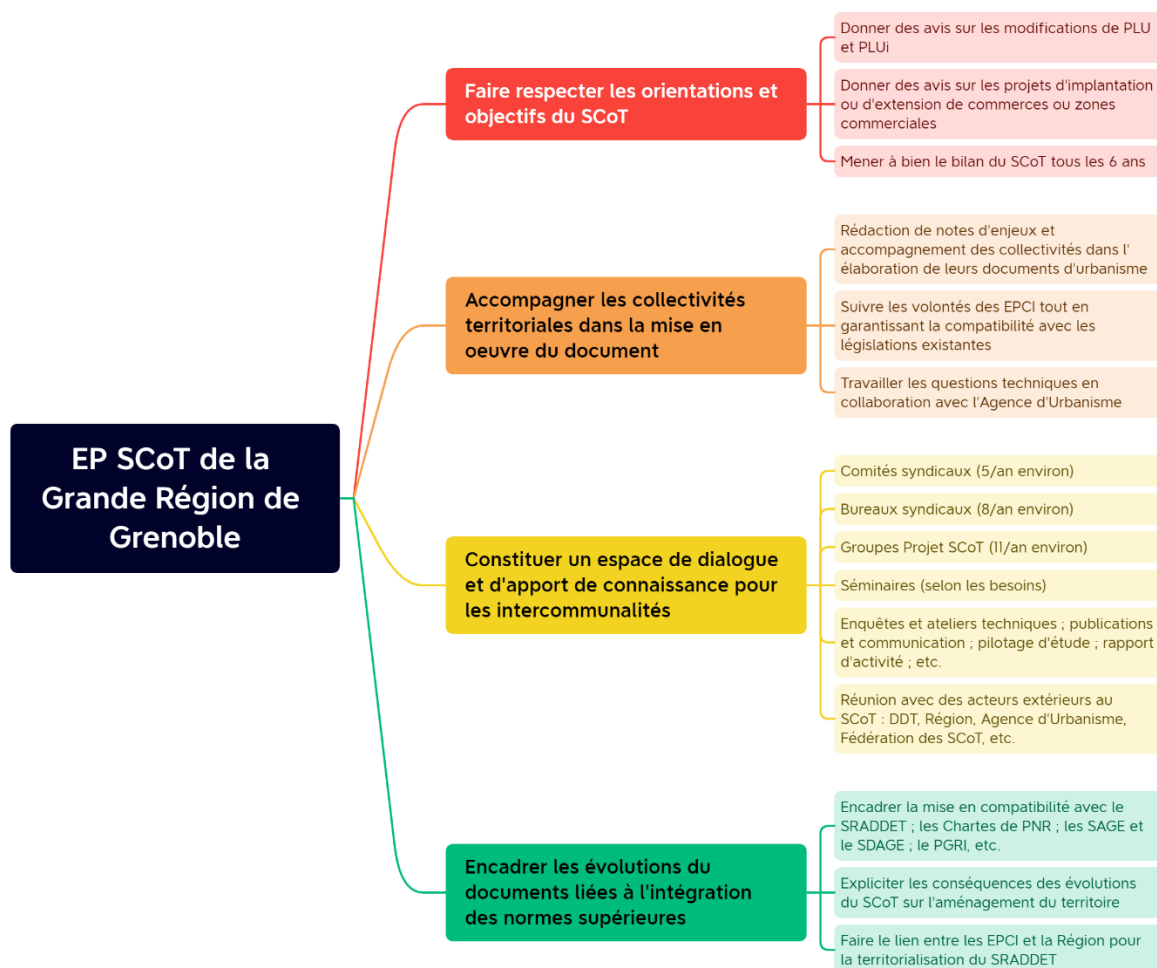 EP SCoT de la
Grande Région de
Grenoble
Faire respecter les orientations et
objectifs du SCoT
Donner des avis sur les modifications de PLU
et PLUi
Donner des avis sur les projets d'implantation
ou d'extension de commerces ou zones
commerciales
Mener à bien le bilan du SCoT tous les 6 ans
Accompagner les collectivités
territoriales dans la mise en
oeuvre du document
Rédaction de notes d'enjeux et
accompagnement des collectivités dans l'
élaboration de leurs documents d'urbanisme
Suivre les volontés des EPCI tout en
garantissant la compatibilité avec les
législations existantes
Travailler les questions techniques en
collaboration avec l'Agence d'Urbanisme
Constituer un espace de dialogue
et d'apport de connaissance pour
les intercommunalités
Comités syndicaux (5/an environ)
Bureaux syndicaux (8/an environ)
Groupes Projet SCoT (11/an environ)
Séminaires (selon les besoins)
Enquêtes et ateliers techniques ; publications
et communication ; pilotage d'étude ; rapport
d'activité ; etc.
Réunion avec des acteurs extérieurs au
SCoT : DDT, Région, Agence d'Urbanisme,
Fédération des SCoT, etc.
Encadrer les évolutions du
documents liées à l'intégration
des normes supérieures
Encadrer la mise en compatibilité avec le
SRADDET ; les Chartes de PNR ; les SAGE et
le SDAGE ; le PGRI, etc.
Expliciter les conséquences des évolutions
du SCoT sur l'aménagement du territoire
Faire le lien entre les EPCI et la Région pour
la territorialisation du SRADDET